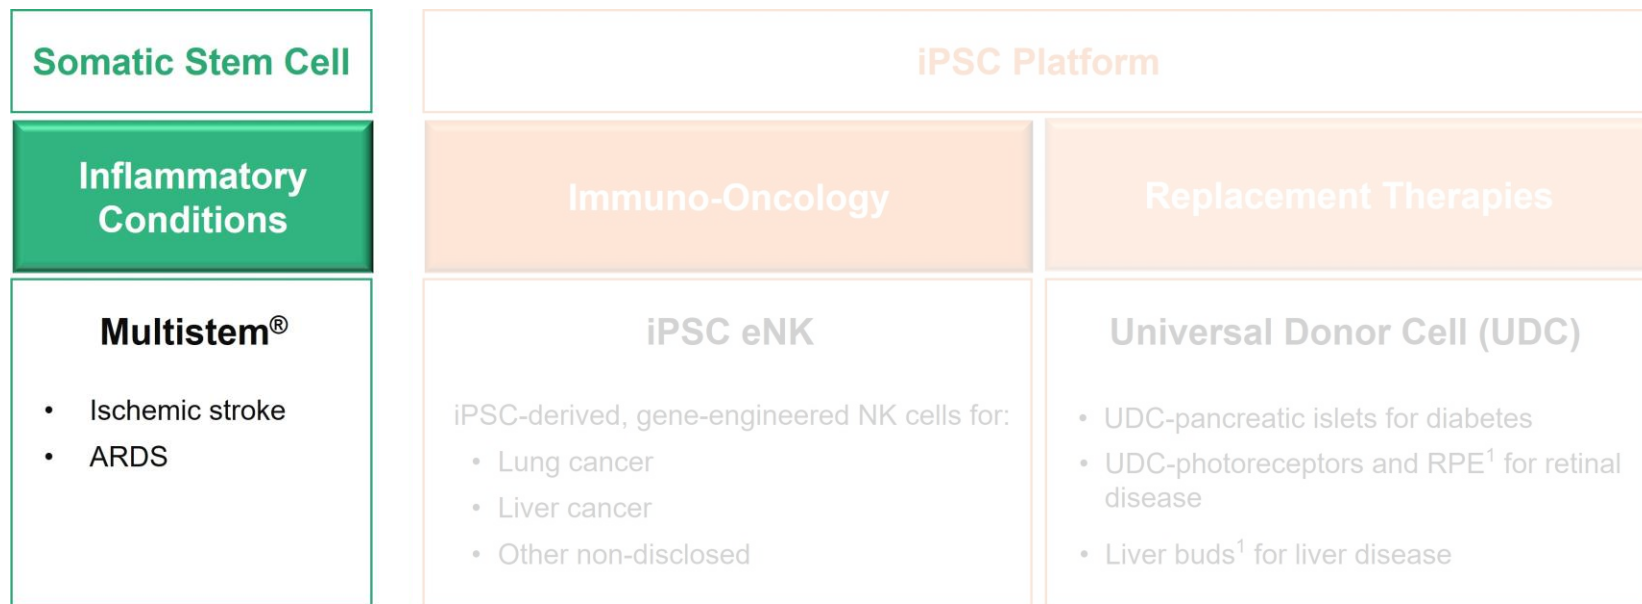 Somatic Stem Cell
iPSC Platform
Inflammatory
Conditions
Immuno-Oncology
Replacement Therapies
Multistem®
• Ischemic stroke
• ARDS
iPSC eNK
iPSC-derived, gene-engineered NK cells for:
• Lung cancer
• Liver cancer
• Other non-disclosed
Universal Donor Cell (UDC)
• UDC-pancreatic islets for diabetes
• UDC-photoreceptors and RPE¹ for retinal
disease
• Liver buds¹ for liver disease